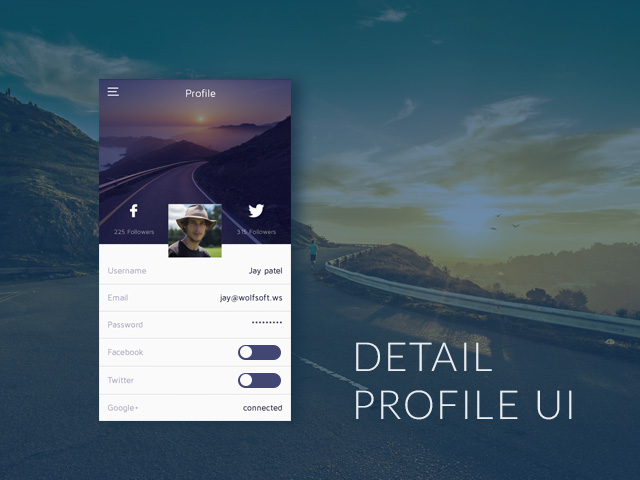 Profile
225 Followers
315 Followers
Username Jay patel
Email jay@wolfsoft.ws
Password •••••••••
Facebook
Twitter
Google+ connected
DETAIL
PROFILE UI